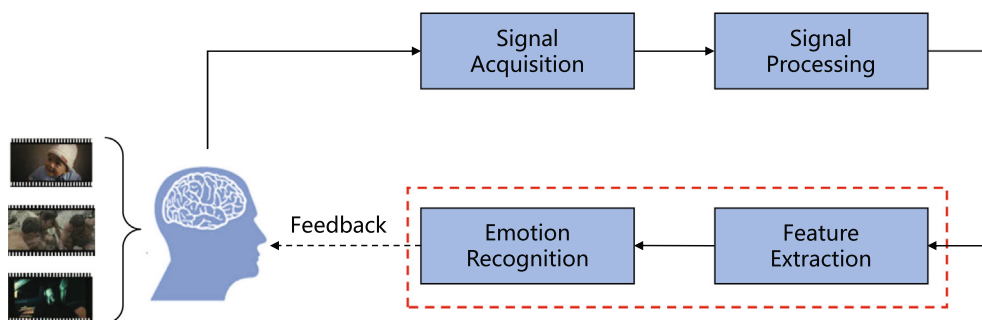 Signal
Acquisition
Signal
Processing
Feedback
Emotion
Recognition
Feature
Extraction